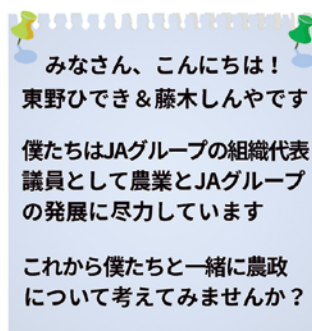 みなさん、こんにちは！
東野ひでき＆藤木しんやです
僕たちはJAグループの組織代表
議員として農業とJAグループ
の発展に尽力しています
これから僕たちと一緒に農政
について考えてみませんか？